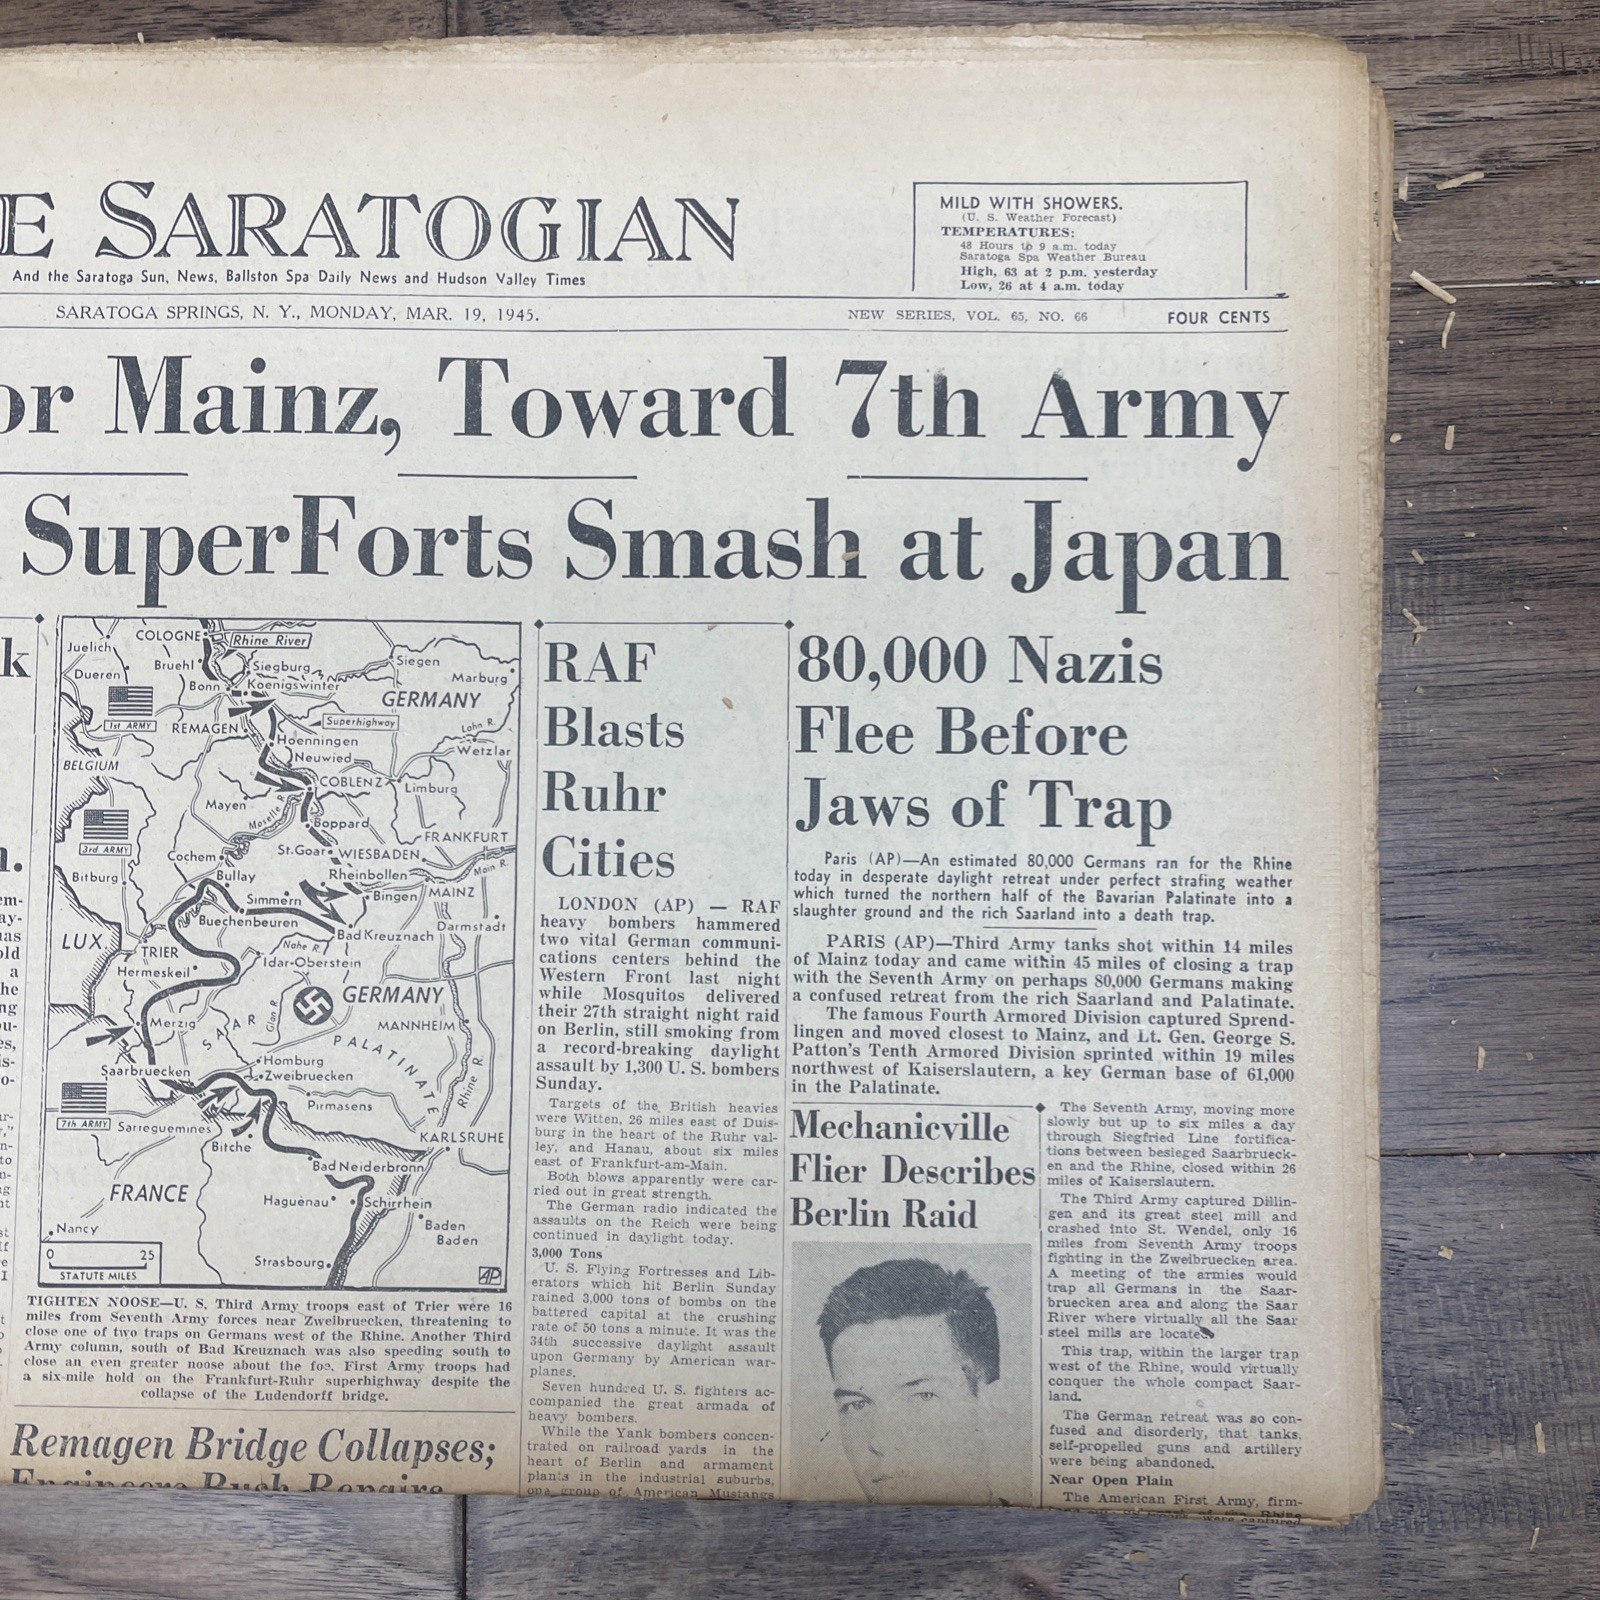 E SARATOGIAN
And the Saratoga Sun, News, Ballston Spa Daily News and Hudson Valley Times
MILD WITH SHOWERS.
(U. S. Weather Forecast)
TEMPERATURES:
48 Hours to 9 a.m. today
Saratoga Spa Weather Bureau
High, 63 at 2 p.m. yesterday
Low, 26 at 4 a.m. today
SARATOGA SPRINGS, N. Y., MONDAY, MAR. 19, 1945.
NEW SERIES, VOL. 65, NO. 66
FOUR CENTS
or Mainz, Toward 7th Army
SuperForts Smash at Japan
k
COLOGNE
Rhine River
Juelich
Bruehl
Siegburg
Siegen
Dueren
Bonn
Koenigswinter
Marburg
GERMANY
1st ARMY
REMAGEN
Superhighway
Lahn R.
Hoenningen
Wetzlar
BELGIUM
Neuwied
COBLENZ
Limburg
Mayen
Moselle R.
Boppard
3rd ARMY
FRANKFURT
Cochem
St.Goar
WIESBADEN
Main R.
Bitburg
Bullay
Rheinbollen
MAINZ
Simmern
Bingen
Buechenbeuren
Bad Kreuznach
Darmstadt
LUX.
TRIER
Nahe R.
Hermeskeil
Idar-Oberstein
GERMANY
Glan R.
Merzig
SAAR
MANNHEIM
PALATINATE
Homburg
Saarbruecken
Zweibruecken
Rhine R.
Pirmasens
7th ARMY
Sarreguemines
Bitche
KARLSRUHE
Bad Neiderbronn
FRANCE
Haguenau
Schirrhein
Nancy
Baden
Baden
0 25
STATUTE MILES
Strasbourg
AP
TIGHTEN NOOSE—U. S. Third Army troops east of Trier were 16
miles from Seventh Army forces near Zweibruecken, threatening to
close one of two traps on Germans west of the Rhine. Another Third
Army column, south of Bad Kreuznach was also speeding south to
close an even greater noose about the foe. First Army troops had
a six-mile hold on the Frankfurt-Ruhr superhighway despite the
collapse of the Ludendorff bridge.
Remagen Bridge Collapses;
Engineers Rush Repairs
RAF
Blasts
Ruhr
Cities
LONDON (AP) — RAF
heavy bombers hammered
two vital German communi-
cations centers behind the
Western Front last night
while Mosquitos delivered
their 27th straight night raid
on Berlin, still smoking from
a record-breaking daylight
assault by 1,300 U. S. bombers
Sunday.
Targets of the British heavies
were Witten, 26 miles east of Duis-
burg in the heart of the Ruhr val-
ley, and Hanau, about six miles
east of Frankfurt-am-Main.
Both blows apparently were car-
ried out in great strength.
The German radio indicated the
assaults on the Reich were being
continued in daylight today.
3,000 Tons
U. S. Flying Fortresses and Lib-
erators which hit Berlin Sunday
rained 3,000 tons of bombs on the
battered capital at the crushing
rate of 50 tons a minute. It was the
34th successive daylight assault
upon Germany by American war-
planes.
Seven hundred U. S. fighters ac-
companied the great armada of
heavy bombers.
While the Yank bombers concen-
trated on railroad yards in the
heart of Berlin and armament
plants in the industrial suburbs,
one group of American Mustangs
80,000 Nazis
Flee Before
Jaws of Trap
Paris (AP)—An estimated 80,000 Germans ran for the Rhine
today in desperate daylight retreat under perfect strafing weather
which turned the northern half of the Bavarian Palatinate into a
slaughter ground and the rich Saarland into a death trap.
PARIS (AP)—Third Army tanks shot within 14 miles
of Mainz today and came within 45 miles of closing a trap
with the Seventh Army on perhaps 80,000 Germans making
a confused retreat from the rich Saarland and Palatinate.
The famous Fourth Armored Division captured Sprend-
lingen and moved closest to Mainz, and Lt. Gen. George S.
Patton's Tenth Armored Division sprinted within 19 miles
northwest of Kaiserslautern, a key German base of 61,000
in the Palatinate.
Mechanicville
Flier Describes
Berlin Raid
The Seventh Army, moving more
slowly but up to six miles a day
through Siegfried Line fortifica-
tions between besieged Saarbrueck-
en and the Rhine, closed within 26
miles of Kaiserslautern.
The Third Army captured Dillin-
gen and its great steel mill and
crashed into St. Wendel, only 16
miles from Seventh Army troops
fighting in the Zweibruecken area.
A meeting of the armies would
trap all Germans in the Saar-
bruecken area and along the Saar
River where virtually all the Saar
steel mills are located.
This trap, within the larger trap
west of the Rhine, would virtually
conquer the whole compact Saar-
land.
The German retreat was so con-
fused and disorderly, that tanks,
self-propelled guns and artillery
were being abandoned.
Near Open Plain
The American First Army, firm-